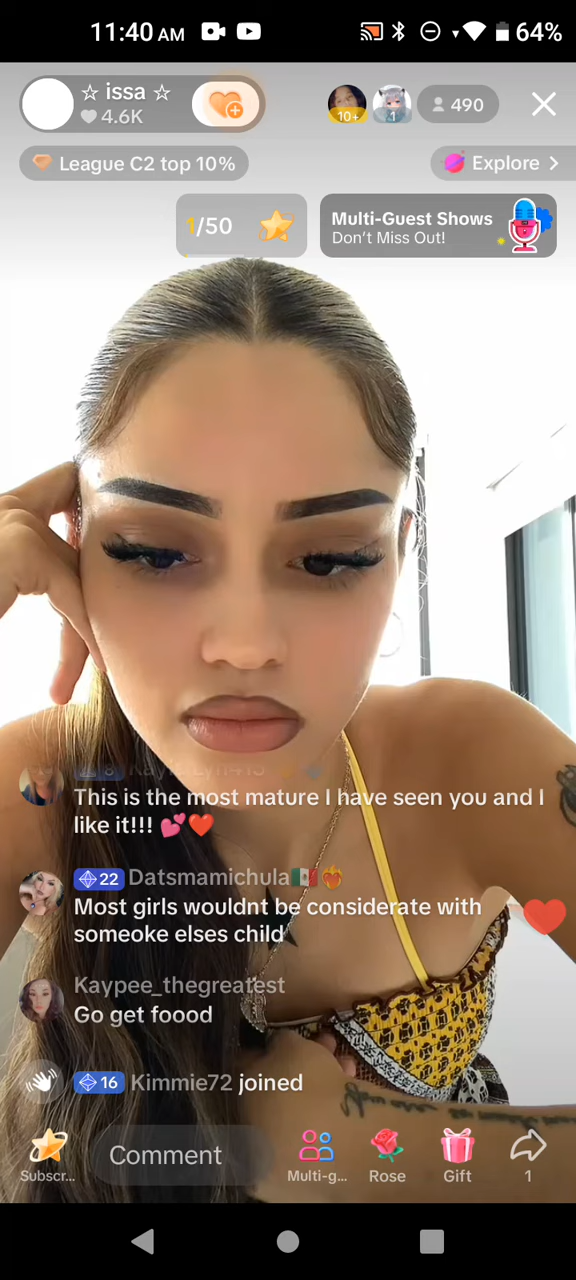 11:40 AM
64%
☆ issa ☆
4.6K
10+
1
490
League C2 top 10%
Explore >
1/50
Multi-Guest Shows
Don't Miss Out!
This is the most mature I have seen you and I
like it!!! 💕❤️
22 Datsmamichula🇲🇽❤️‍🔥
Most girls wouldnt be considerate with
someoke elses child
Kaypee_thegreatest
Go get foood
16 Kimmie72 joined
Subscr...
Comment
Multi-g...
Rose
Gift
1